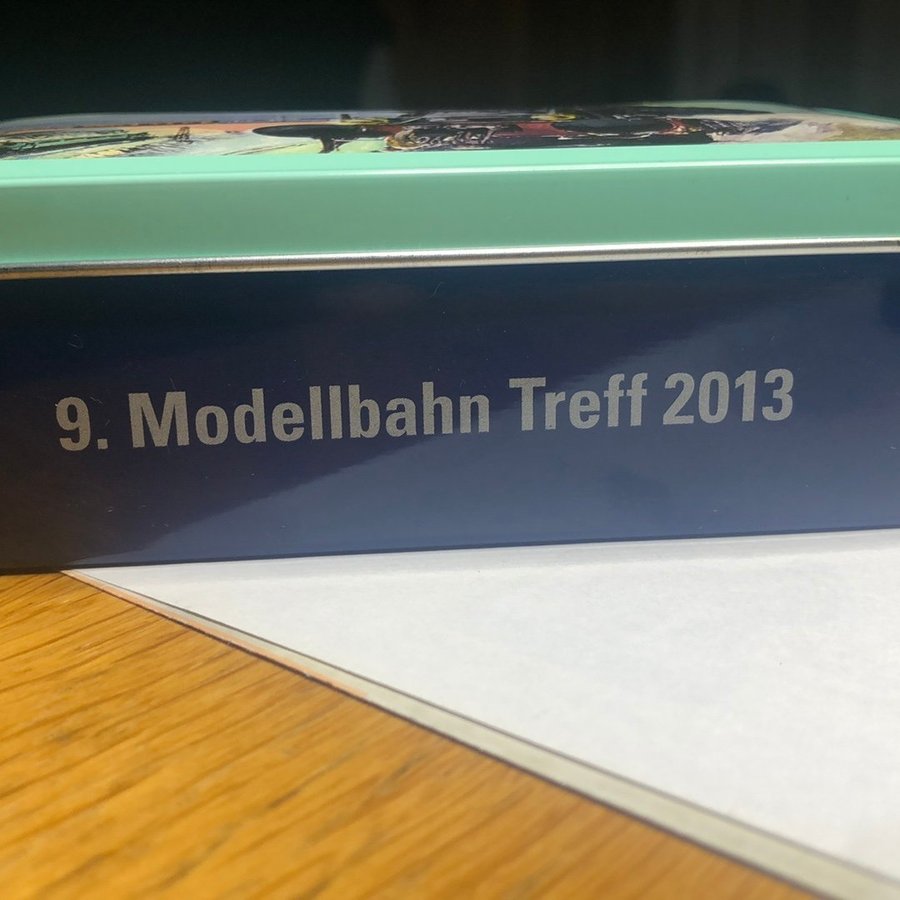 9. Modellbahn Treff 2013